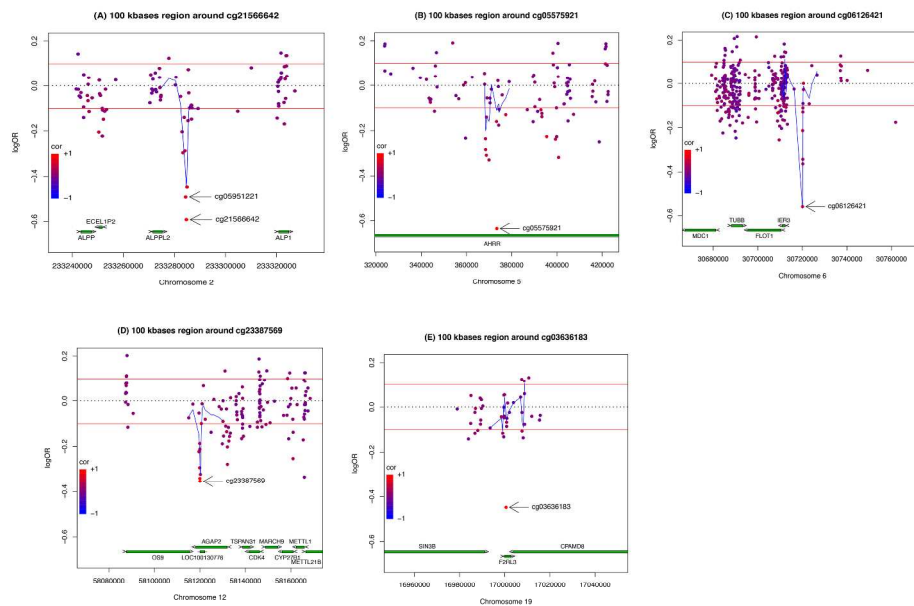 (A) 100 kbases region around cg21566642
0.2
0.0
−0.2
−0.4
−0.6
logOR
cor
+1
−1
cg05951221
cg21566642
ECEL1P2
ALPP
ALPPL2
ALP1
233240000
233260000
233280000
233300000
233320000
Chromosome 2
(B) 100 kbases region around cg05575921
0.2
0.0
−0.2
−0.4
−0.6
logOR
cor
+1
−1
cg05575921
AHRR
320000
340000
360000
380000
400000
420000
Chromosome 5
(C) 100 kbases region around cg06126421
0.2
0.0
−0.2
−0.4
−0.6
logOR
cor
+1
−1
cg06126421
TUBB
IER3
MDC1
FLOT1
30680000
30700000
30720000
30740000
30760000
Chromosome 6
(D) 100 kbases region around cg23387569
0.2
0.0
−0.2
−0.4
−0.6
logOR
cor
+1
−1
cg23387569
AGAP2
TSPAN31
MARCH9
METTL1
OS9
LOC100130776
CDK4
CYP27B1
METTL21B
58080000
58100000
58120000
58140000
58160000
Chromosome 12
(E) 100 kbases region around cg03636183
0.2
0.0
−0.2
−0.4
−0.6
logOR
cor
+1
−1
cg03636183
SIN3B
CPAMD8
F2RL3
16960000
16980000
17000000
17020000
17040000
Chromosome 19